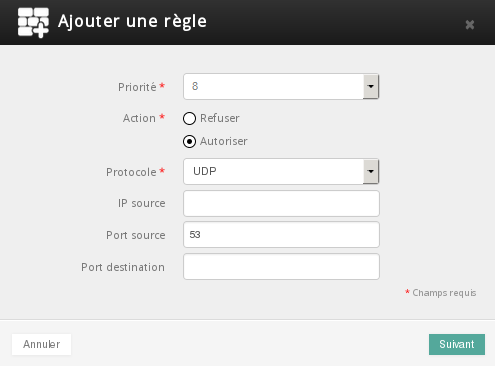 Ajouter une règle
Priorité * 8
Action * Refuser
Autoriser
Protocole * UDP
IP source
Port source 53
Port destination
* Champs requis
Annuler Suivant